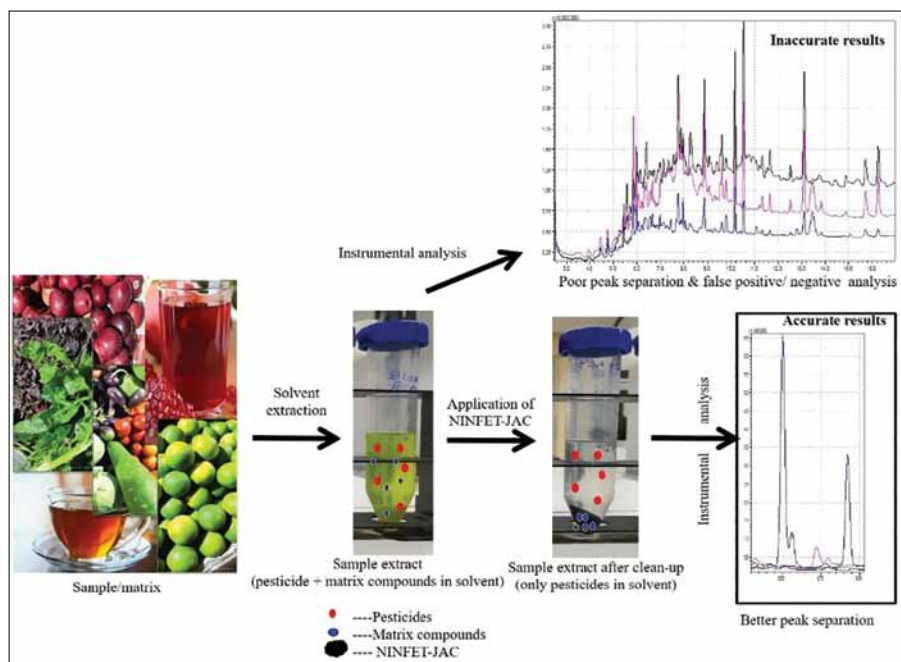 Inaccurate results
Poor peak separation & false positive/ negative analysis
Instrumental analysis
Accurate results
Solvent
extraction
Application of
NINFET-JAC
Instrumental analysis
Sample/matrix
Sample extract
(pesticide + matrix compounds in solvent)
Sample extract after clean-up
(only pesticides in solvent)
Better peak separation
----Pesticides
----Matrix compounds
---- NINFET-JAC